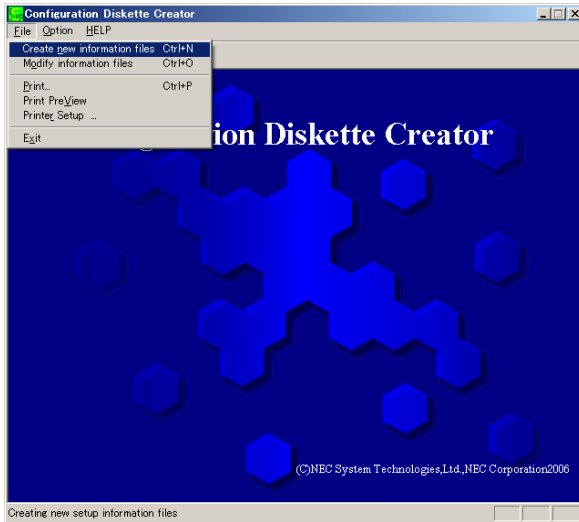 Configuration Diskette Creator
File Option HELP
Create new information files Ctrl+N
Modify information files Ctrl+O
Print... Ctrl+P
Print PreView
Printer Setup ...
Exit
ion Diskette Creator
(C)NEC System Technologies,Ltd.,NEC Corporation2006
Creating new setup information files